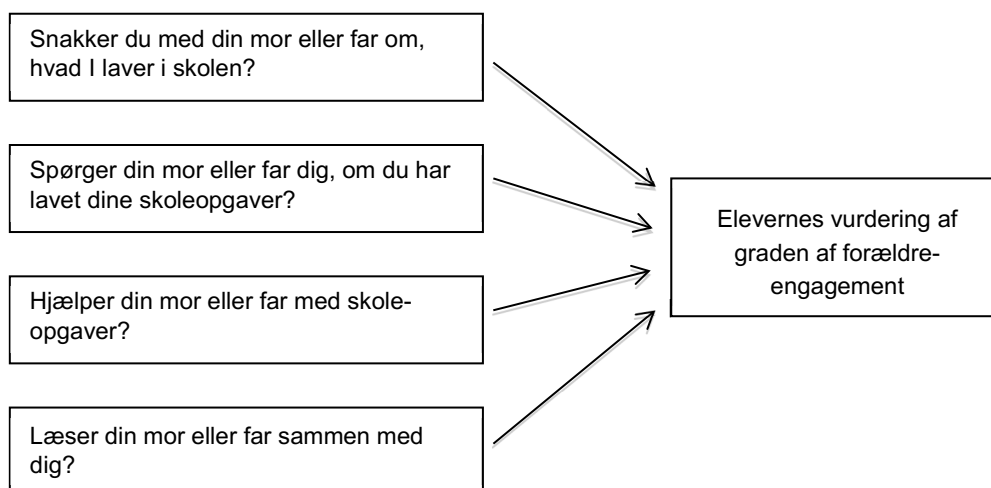 Snakker du med din mor eller far om,
hvad I laver i skolen?
Spørger din mor eller far dig, om du har
lavet dine skoleopgaver?
Hjælper din mor eller far med skole-
opgaver?
Læser din mor eller far sammen med
dig?
Elevernes vurdering af
graden af forældre-
engagement